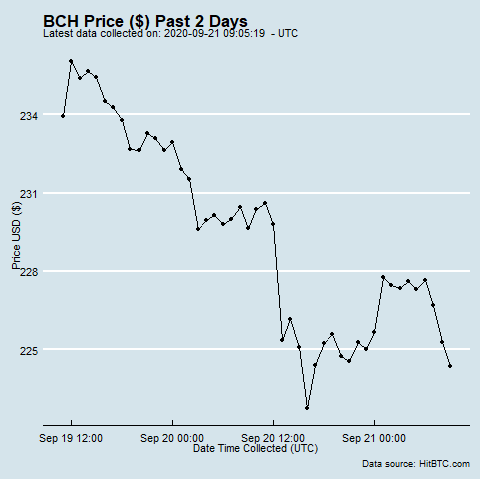 BCH Price ($) Past 2 Days
Latest data collected on: 2020-09-21 09:05:19  - UTC
Price USD ($)
234
231
228
225
Sep 19 12:00 Sep 20 00:00 Sep 20 12:00 Sep 21 00:00
Date Time Collected (UTC)
Data source: HitBTC.com